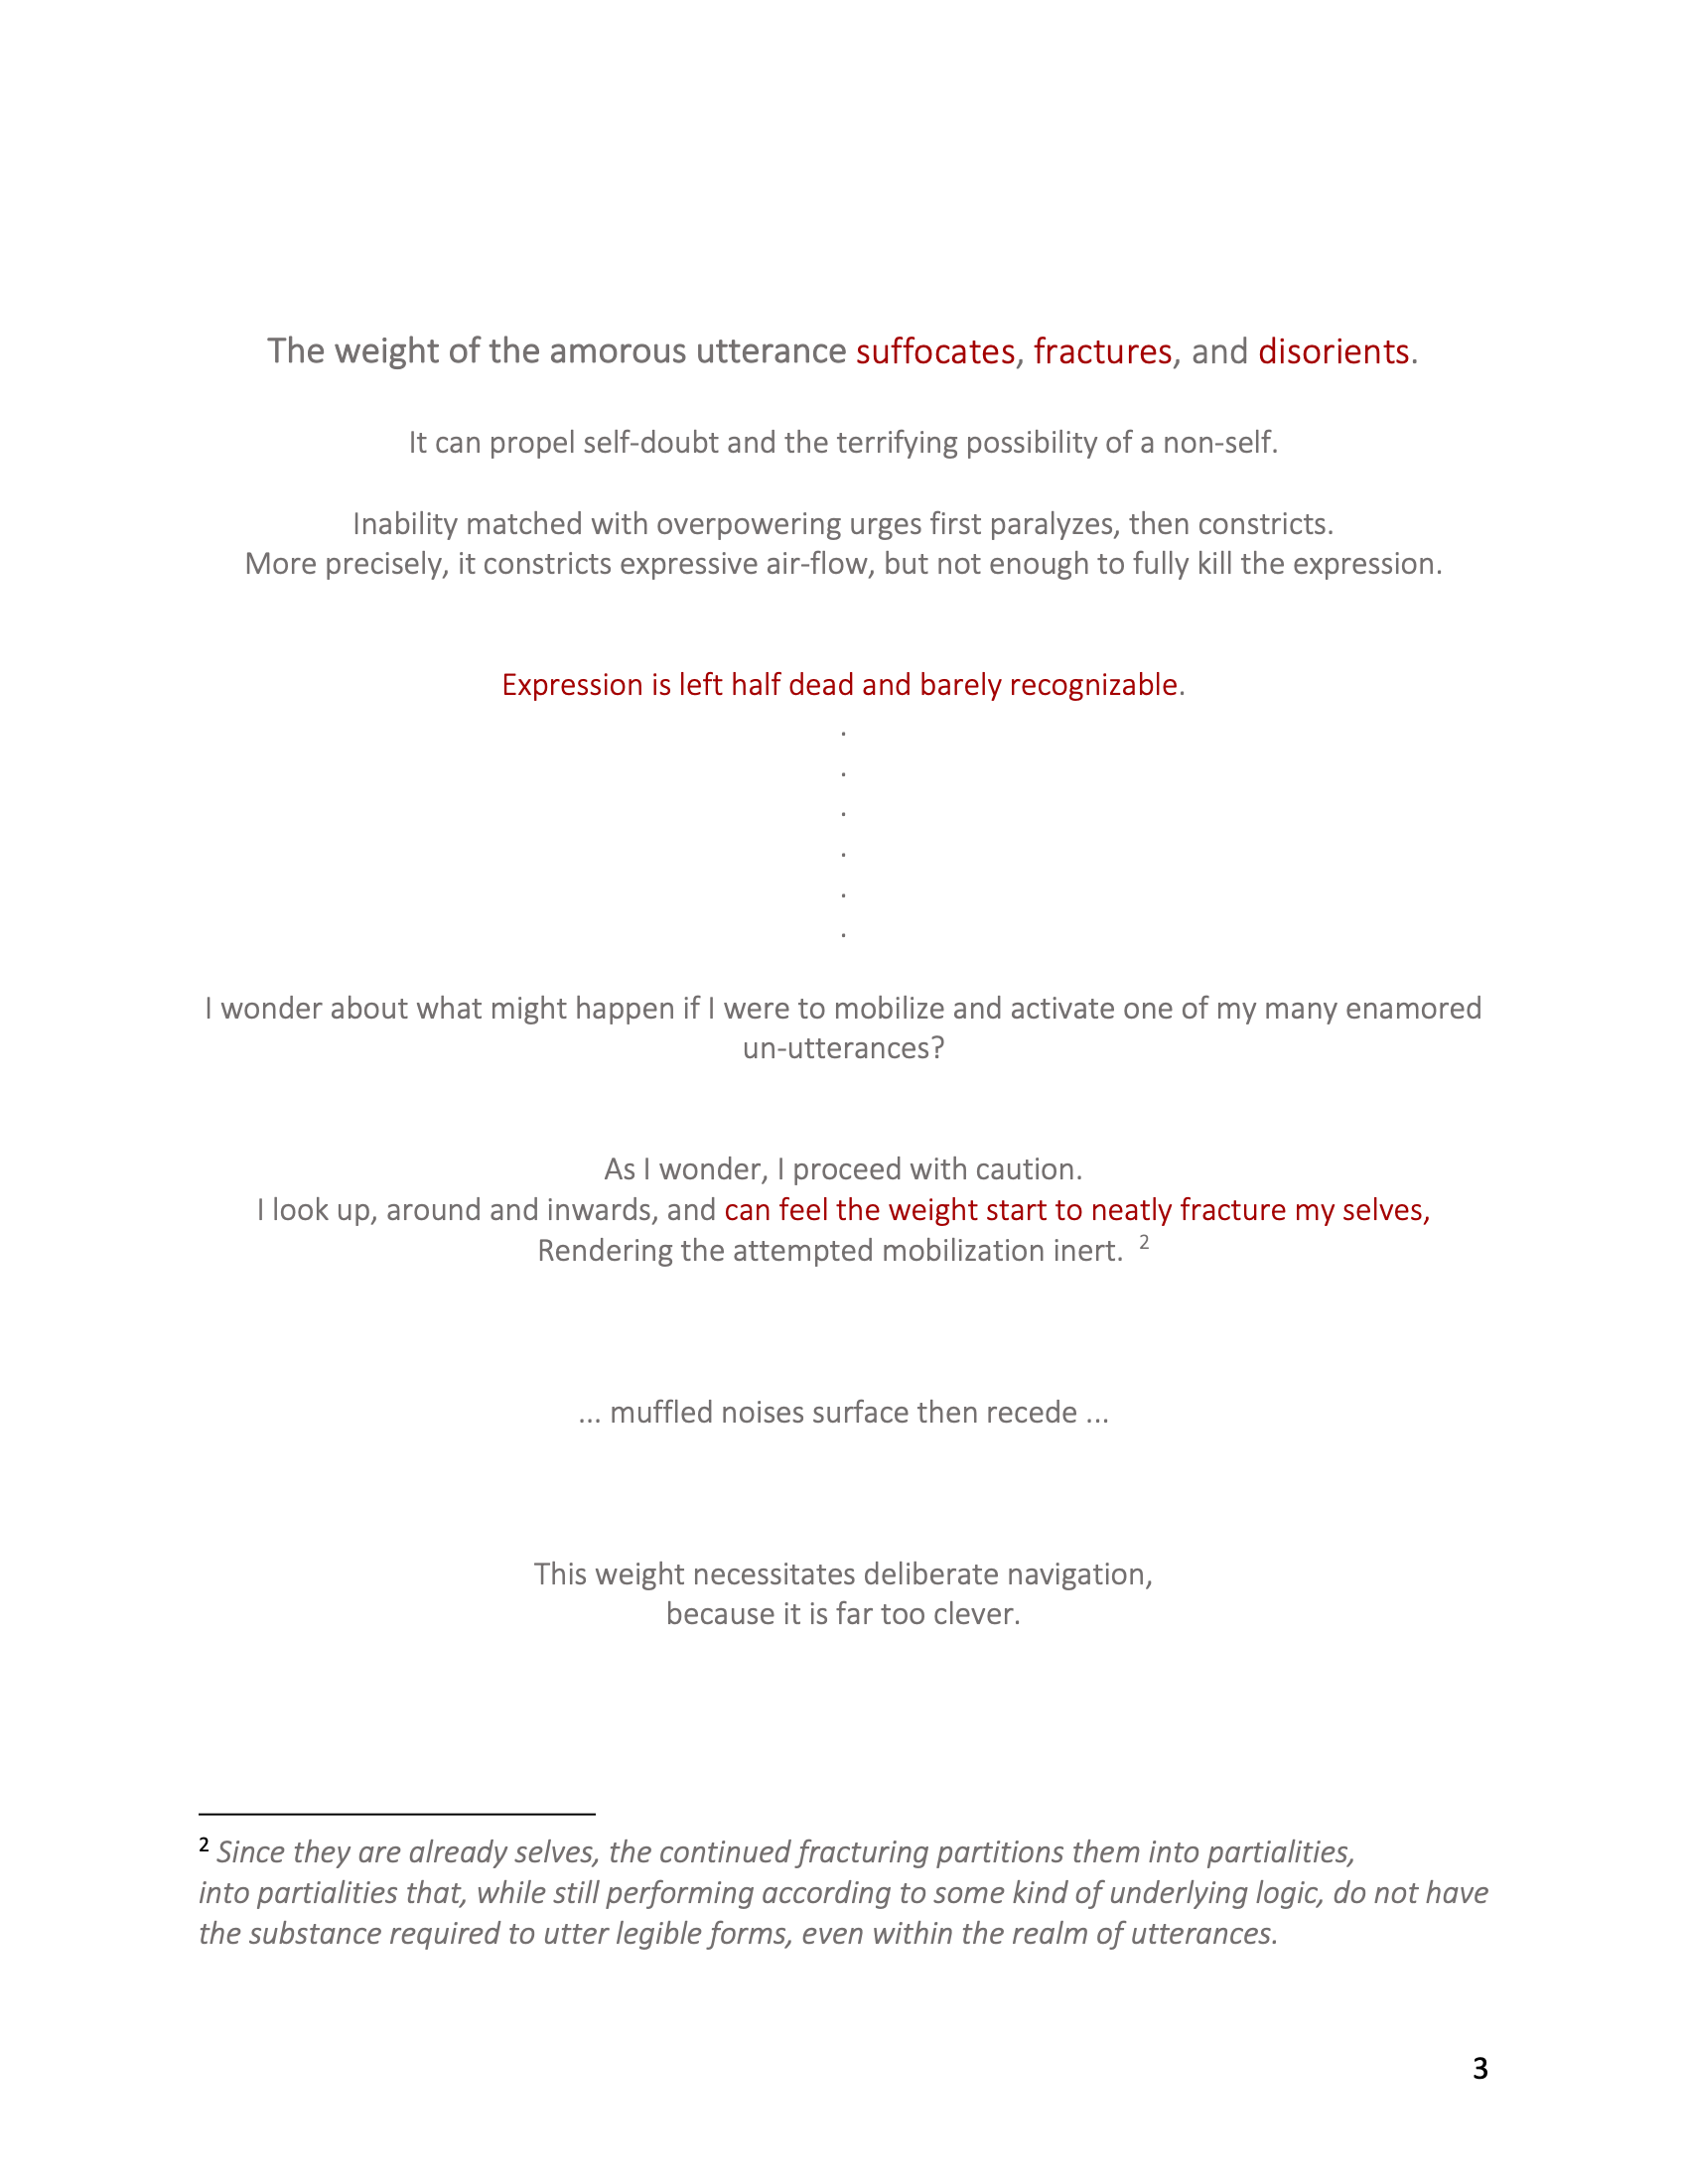 The weight of the amorous utterance suffocates, fractures, and disorients.
It can propel self-doubt and the terrifying possibility of a non-self.
Inability matched with overpowering urges first paralyzes, then constricts.
More precisely, it constricts expressive air-flow, but not enough to fully kill the expression.
Expression is left half dead and barely recognizable.
.
.
.
.
.
.
I wonder about what might happen if I were to mobilize and activate one of my many enamored
un-utterances?
As I wonder, I proceed with caution.
I look up, around and inwards, and can feel the weight start to neatly fracture my selves,
Rendering the attempted mobilization inert. 2
... muffled noises surface then recede ...
This weight necessitates deliberate navigation,
because it is far too clever.
2 Since they are already selves, the continued fracturing partitions them into partialities,
into partialities that, while still performing according to some kind of underlying logic, do not have
the substance required to utter legible forms, even within the realm of utterances.
3